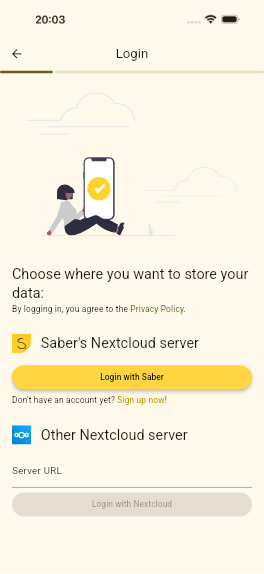 20:03
Login
Choose where you want to store your
data:
By logging in, you agree to the Privacy Policy.
S
Saber's Nextcloud server
Login with Saber
Don't have an account yet? Sign up now!
Other Nextcloud server
Server URL
Login with Nextcloud